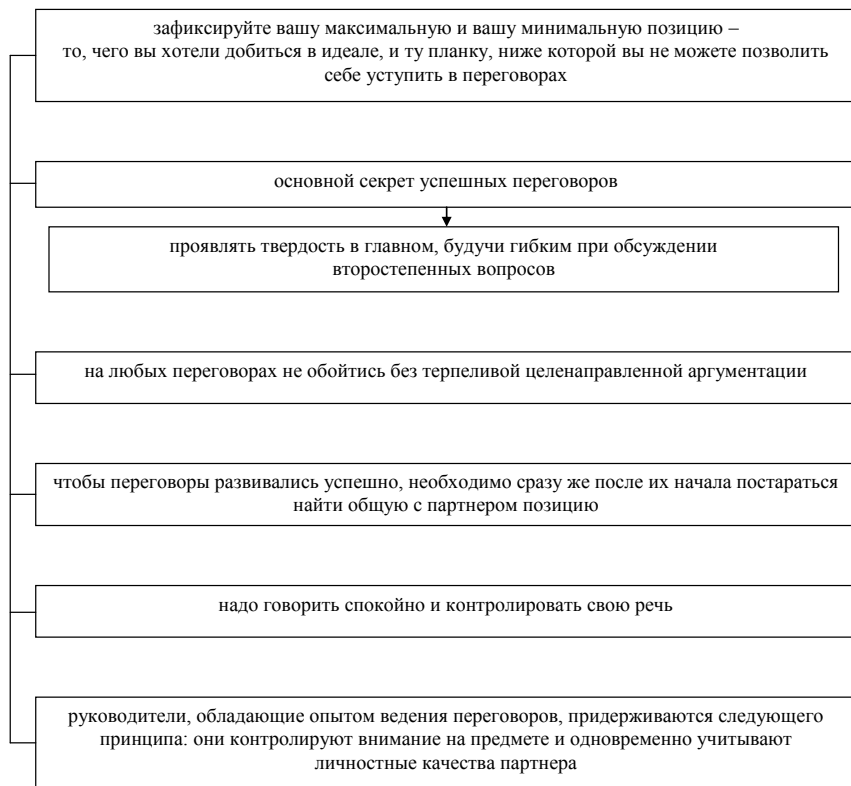 зафиксируйте вашу максимальную и вашу минимальную позицию –
то, чего вы хотели добиться в идеале, и ту планку, ниже которой вы не можете позволить
себе уступить в переговорах
основной секрет успешных переговоров
проявлять твердость в главном, будучи гибким при обсуждении
второстепенных вопросов
на любых переговорах не обойтись без терпеливой целенаправленной аргументации
чтобы переговоры развивались успешно, необходимо сразу же после их начала постараться
найти общую с партнером позицию
надо говорить спокойно и контролировать свою речь
руководители, обладающие опытом ведения переговоров, придерживаются следующего
принципа: они контролируют внимание на предмете и одновременно учитывают
личностные качества партнера